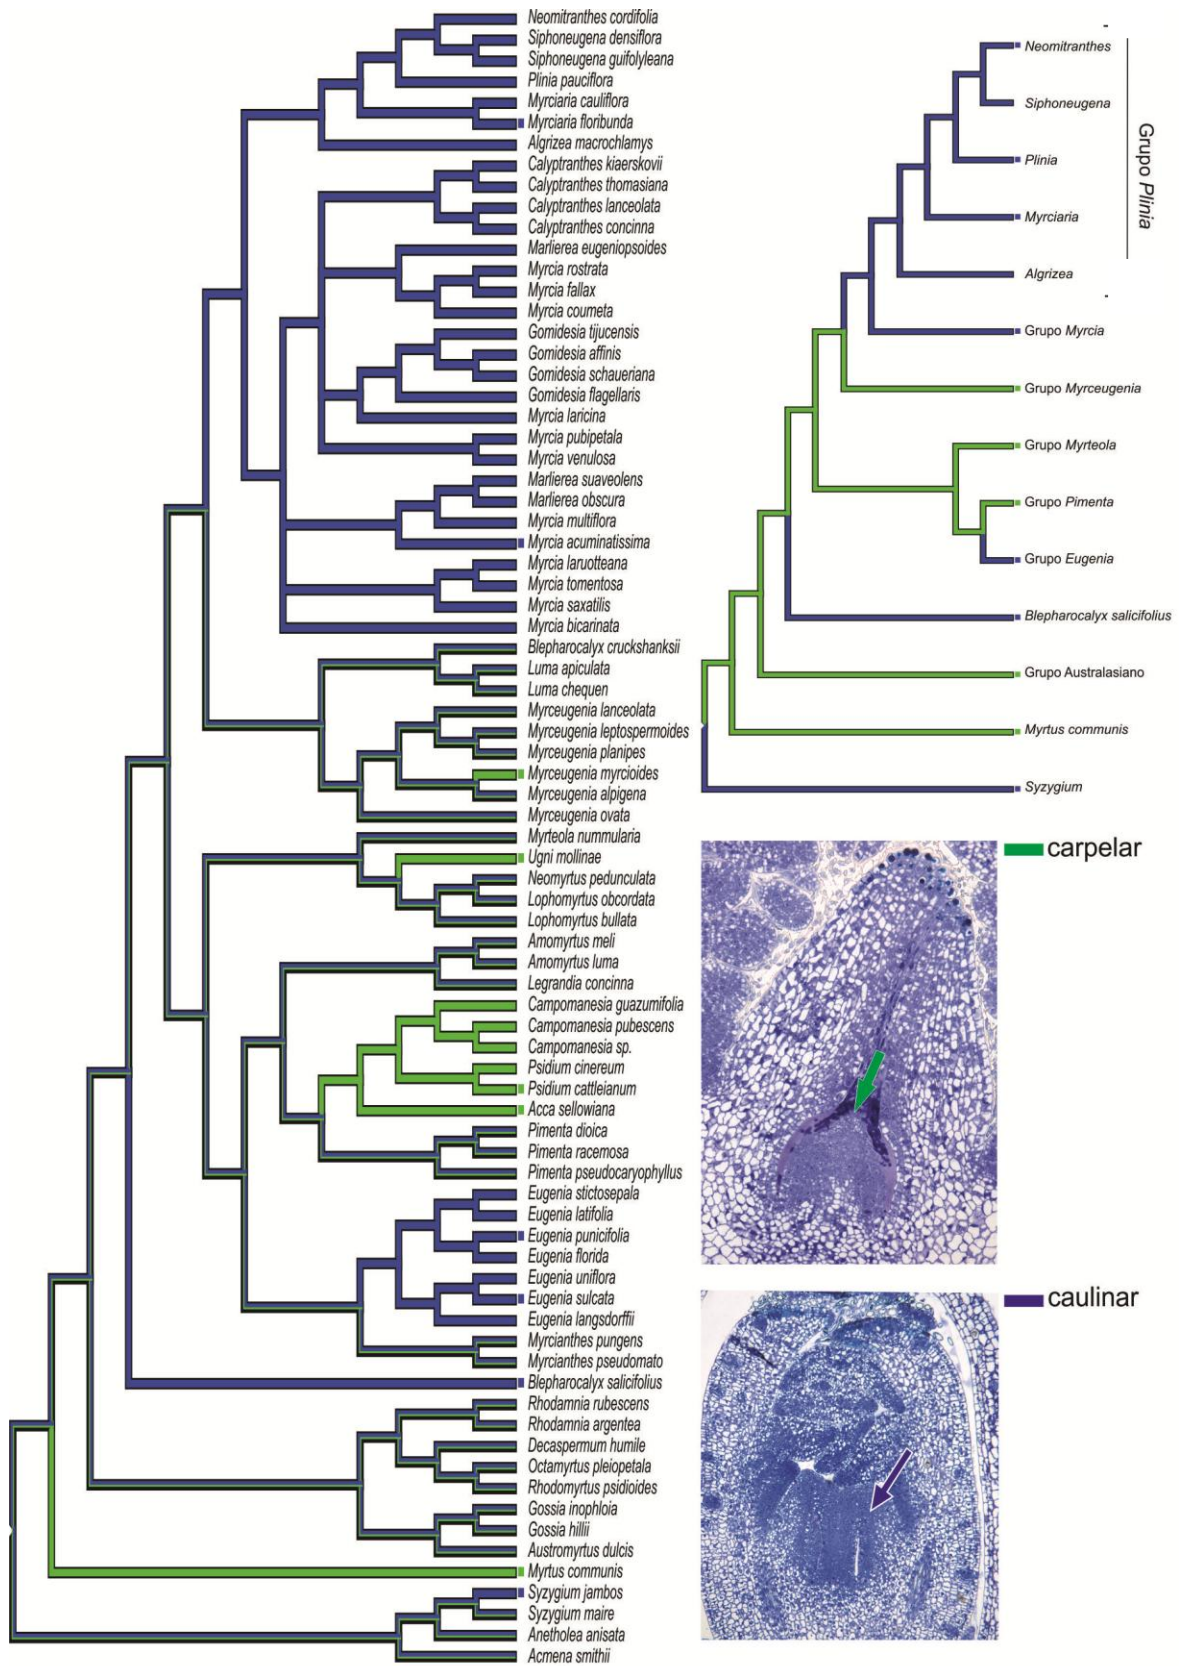 Neomitranthes cordifolia
Siphoneugena densiflora
Siphoneugena guifolyleana
Plinia pauciflora
Myrciaria cauliflora
Myrciaria floribunda
Algrizea macrochlamys
Calyptranthes kiaerskovii
Calyptranthes thomasiana
Calyptranthes lanceolata
Calyptranthes concinna
Marlierea eugeniopsoides
Myrcia rostrata
Myrcia fallax
Myrcia coumeta
Gomidesia tijucensis
Gomidesia affinis
Gomidesia schaueriana
Gomidesia flagellaris
Myrcia laricina
Myrcia pubipetala
Myrcia venulosa
Marlierea suaveolens
Marlierea obscura
Myrcia multiflora
Myrcia acuminatissima
Myrcia laruotteana
Myrcia tomentosa
Myrcia saxatilis
Myrcia bicarinata
Blepharocalyx cruckshanksii
Luma apiculata
Luma chequen
Myrceugenia lanceolata
Myrceugenia leptospermoides
Myrceugenia planipes
Myrceugenia myrcioides
Myrceugenia alpigena
Myrceugenia ovata
Myrteola nummularia
Ugni mollinae
Neomyrtus pedunculata
Lophomyrtus obcordata
Lophomyrtus bullata
Amomyrtus meli
Amomyrtus luma
Legrandia concinna
Campomanesia guazumifolia
Campomanesia pubescens
Campomanesia sp.
Psidium cinereum
Psidium cattleianum
Acca sellowiana
Pimenta dioica
Pimenta racemosa
Pimenta pseudocaryophyllus
Eugenia stictosepala
Eugenia latifolia
Eugenia punicifolia
Eugenia florida
Eugenia uniflora
Eugenia sulcata
Eugenia langsdorffii
Myrcianthes pungens
Myrcianthes pseudomato
Blepharocalyx salicifolius
Rhodamnia rubescens
Rhodamnia argentea
Decaspermum humile
Octamyrtus pleiopetala
Rhodomyrtus psidioides
Gossia inophloia
Gossia hillii
Austromyrtus dulcis
Myrtus communis
Syzygium jambos
Syzygium maire
Anetholea anisata
Acmena smithii
Neomitranthes
Siphoneugena
Plinia
Myrciaria
Algrizea
Grupo Myrcia
Grupo Myrceugenia
Grupo Myrteola
Grupo Pimenta
Grupo Eugenia
Blepharocalyx salicifolius
Grupo Australasiano
Myrtus communis
Syzygium
Grupo Plinia
carpelar
caulinar